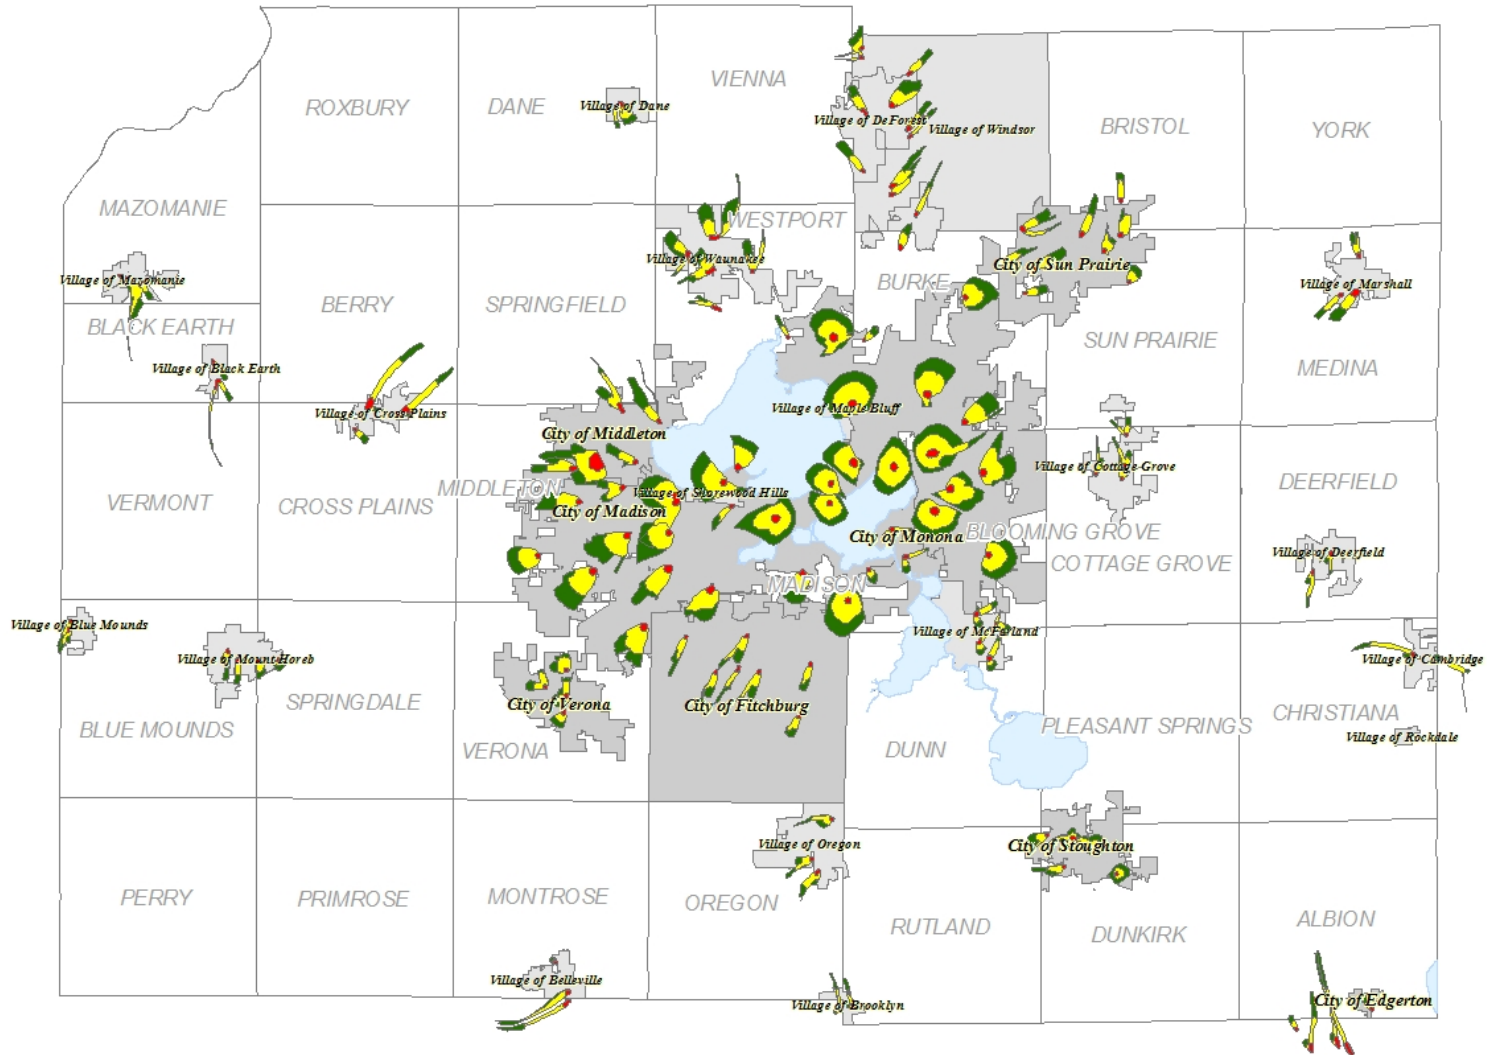 VIENNA
ROXBURY
DANE
Village of Dane
Village of DeForest
Village of Windsor
BRISTOL
YORK
MAZOMANIE
WESTPORT
Village of Waunakee
City of Sun Prairie
Village of Mazomanie
BURKE
Village of Marshall
BERRY
SPRINGFIELD
BLACK EARTH
SUN PRAIRIE
Village of Black Earth
MEDINA
Village of Maple Bluff
Village of Cross Plains
City of Middleton
Village of Cottage Grove
DEERFIELD
MIDDLETON
Village of Shorewood Hills
VERMONT
CROSS PLAINS
City of Madison
City of Monona
BLOOMING GROVE
Village of Deerfield
COTTAGE GROVE
MADISON
Village of Blue Mounds
Village of McFarland
Village of Mount Horeb
Village of Cambridge
SPRINGDALE
City of Verona
City of Fitchburg
CHRISTIANA
BLUE MOUNDS
PLEASANT SPRINGS
Village of Rockdale
VERONA
DUNN
Village of Oregon
City of Stoughton
PERRY
PRIMROSE
MONTROSE
OREGON
ALBION
RUTLAND
DUNKIRK
Village of Belleville
City of Edgerton
Village of Brooklyn